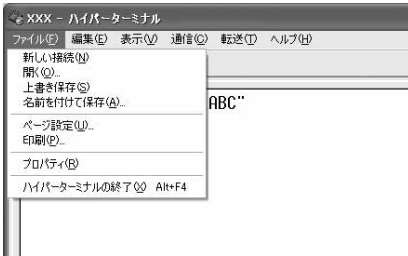 XXX - ハイパーターミナル
ファイル(F) 編集(E) 表示(V) 通信(C) 転送(T) ヘルプ(H)
新しい接続(N)
開く(O)...
上書き保存(S)
名前を付けて保存(A)...
ABC"
ページ設定(U)...
印刷(P)...
プロパティ(R)
ハイパーターミナルの終了(X) Alt+F4